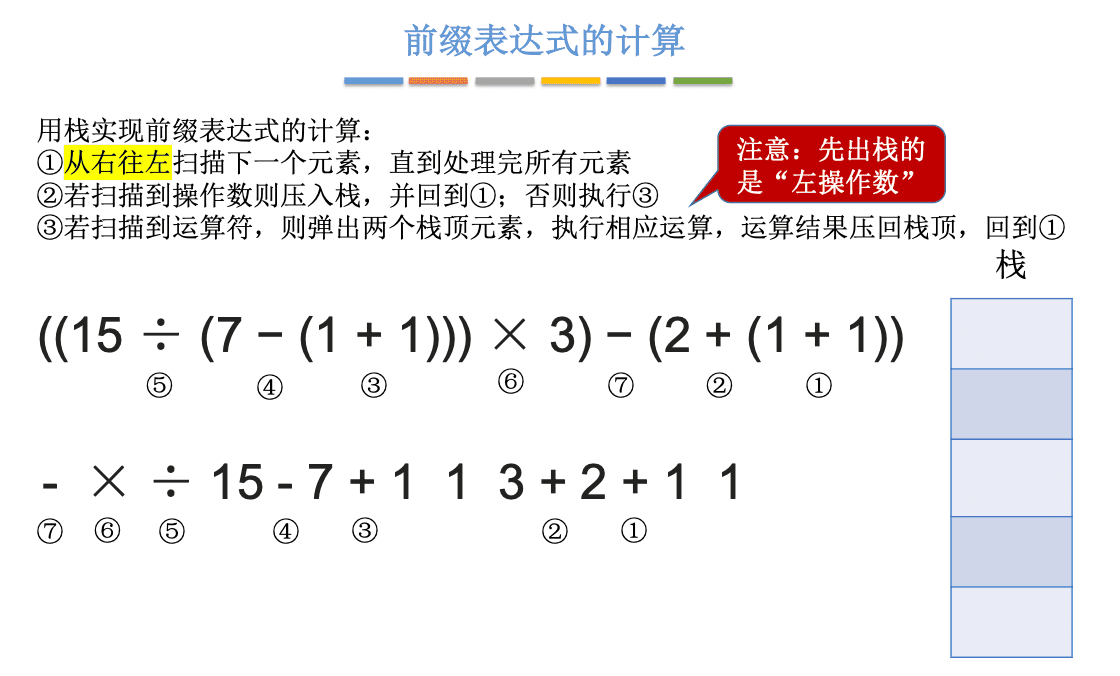 前缀表达式的计算
用栈实现前缀表达式的计算：
①从右往左扫描下一个元素，直到处理完所有元素
②若扫描到操作数则压入栈，并回到①；否则执行③
③若扫描到运算符，则弹出两个栈顶元素，执行相应运算，运算结果压回栈顶，回到①
注意：先出栈的
是“左操作数”
栈
((15 ÷ (7 − (1 + 1))) × 3) − (2 + (1 + 1))
⑤ ④ ③ ⑥ ⑦ ② ①
- × ÷ 15 - 7 + 1 1 3 + 2 + 1 1
⑦ ⑥ ⑤ ④ ③ ② ①